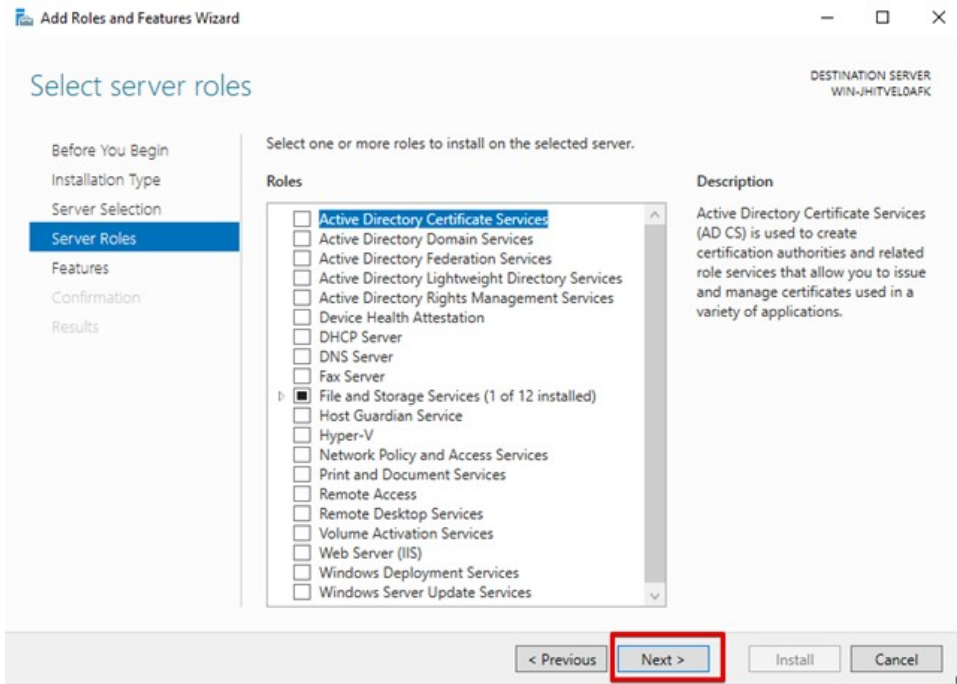 Add Roles and Features Wizard
Select server roles
DESTINATION SERVER
WIN-JHITVEL0AFK
Before You Begin
Installation Type
Server Selection
Server Roles
Features
Confirmation
Results
Select one or more roles to install on the selected server.
Roles
Active Directory Certificate Services
Active Directory Domain Services
Active Directory Federation Services
Active Directory Lightweight Directory Services
Active Directory Rights Management Services
Device Health Attestation
DHCP Server
DNS Server
Fax Server
File and Storage Services (1 of 12 installed)
Host Guardian Service
Hyper-V
Network Policy and Access Services
Print and Document Services
Remote Access
Remote Desktop Services
Volume Activation Services
Web Server (IIS)
Windows Deployment Services
Windows Server Update Services
Description
Active Directory Certificate Services
(AD CS) is used to create
certification authorities and related
role services that allow you to issue
and manage certificates used in a
variety of applications.
< Previous
Next >
Install
Cancel